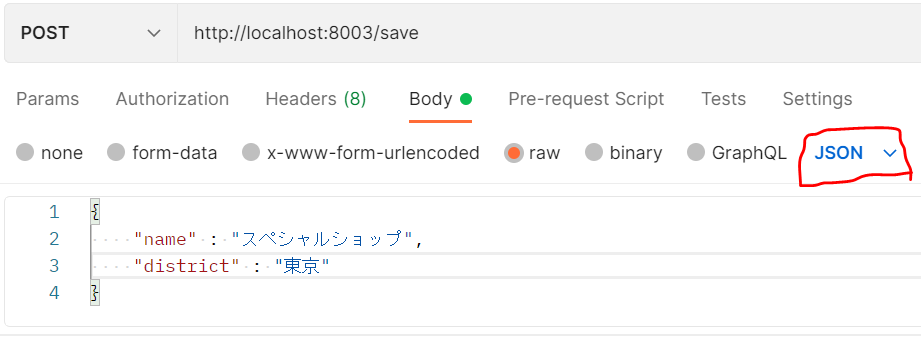 POST http://localhost:8003/save
Params Authorization Headers (8) Body Pre-request Script Tests Settings
none form-data x-www-form-urlencoded raw binary GraphQL JSON
1 {
2 "name" : "スペシャルショップ",
3 "district" : "東京"
4 }